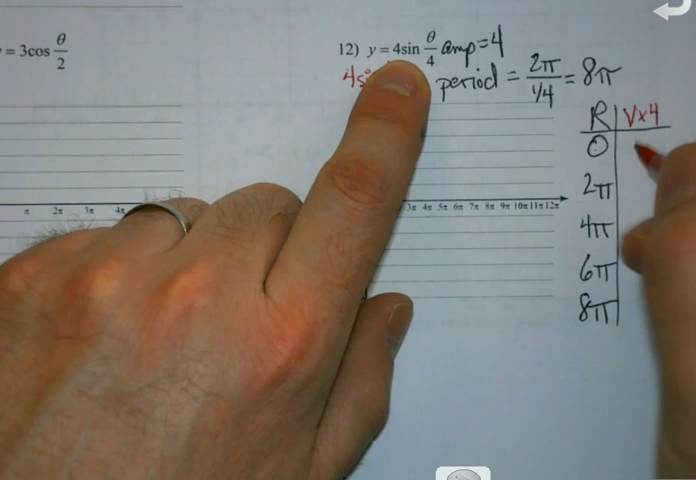 = 3cos θ/2
12) y = 4sin θ/4 amp = 4
period = 2π / 1/4 = 8π
R V×4
0
2π
4π
6π
8π
π 2π 3π 4π
3π 4π 5π 6π 7π 8π 9π 10π 11π 12π